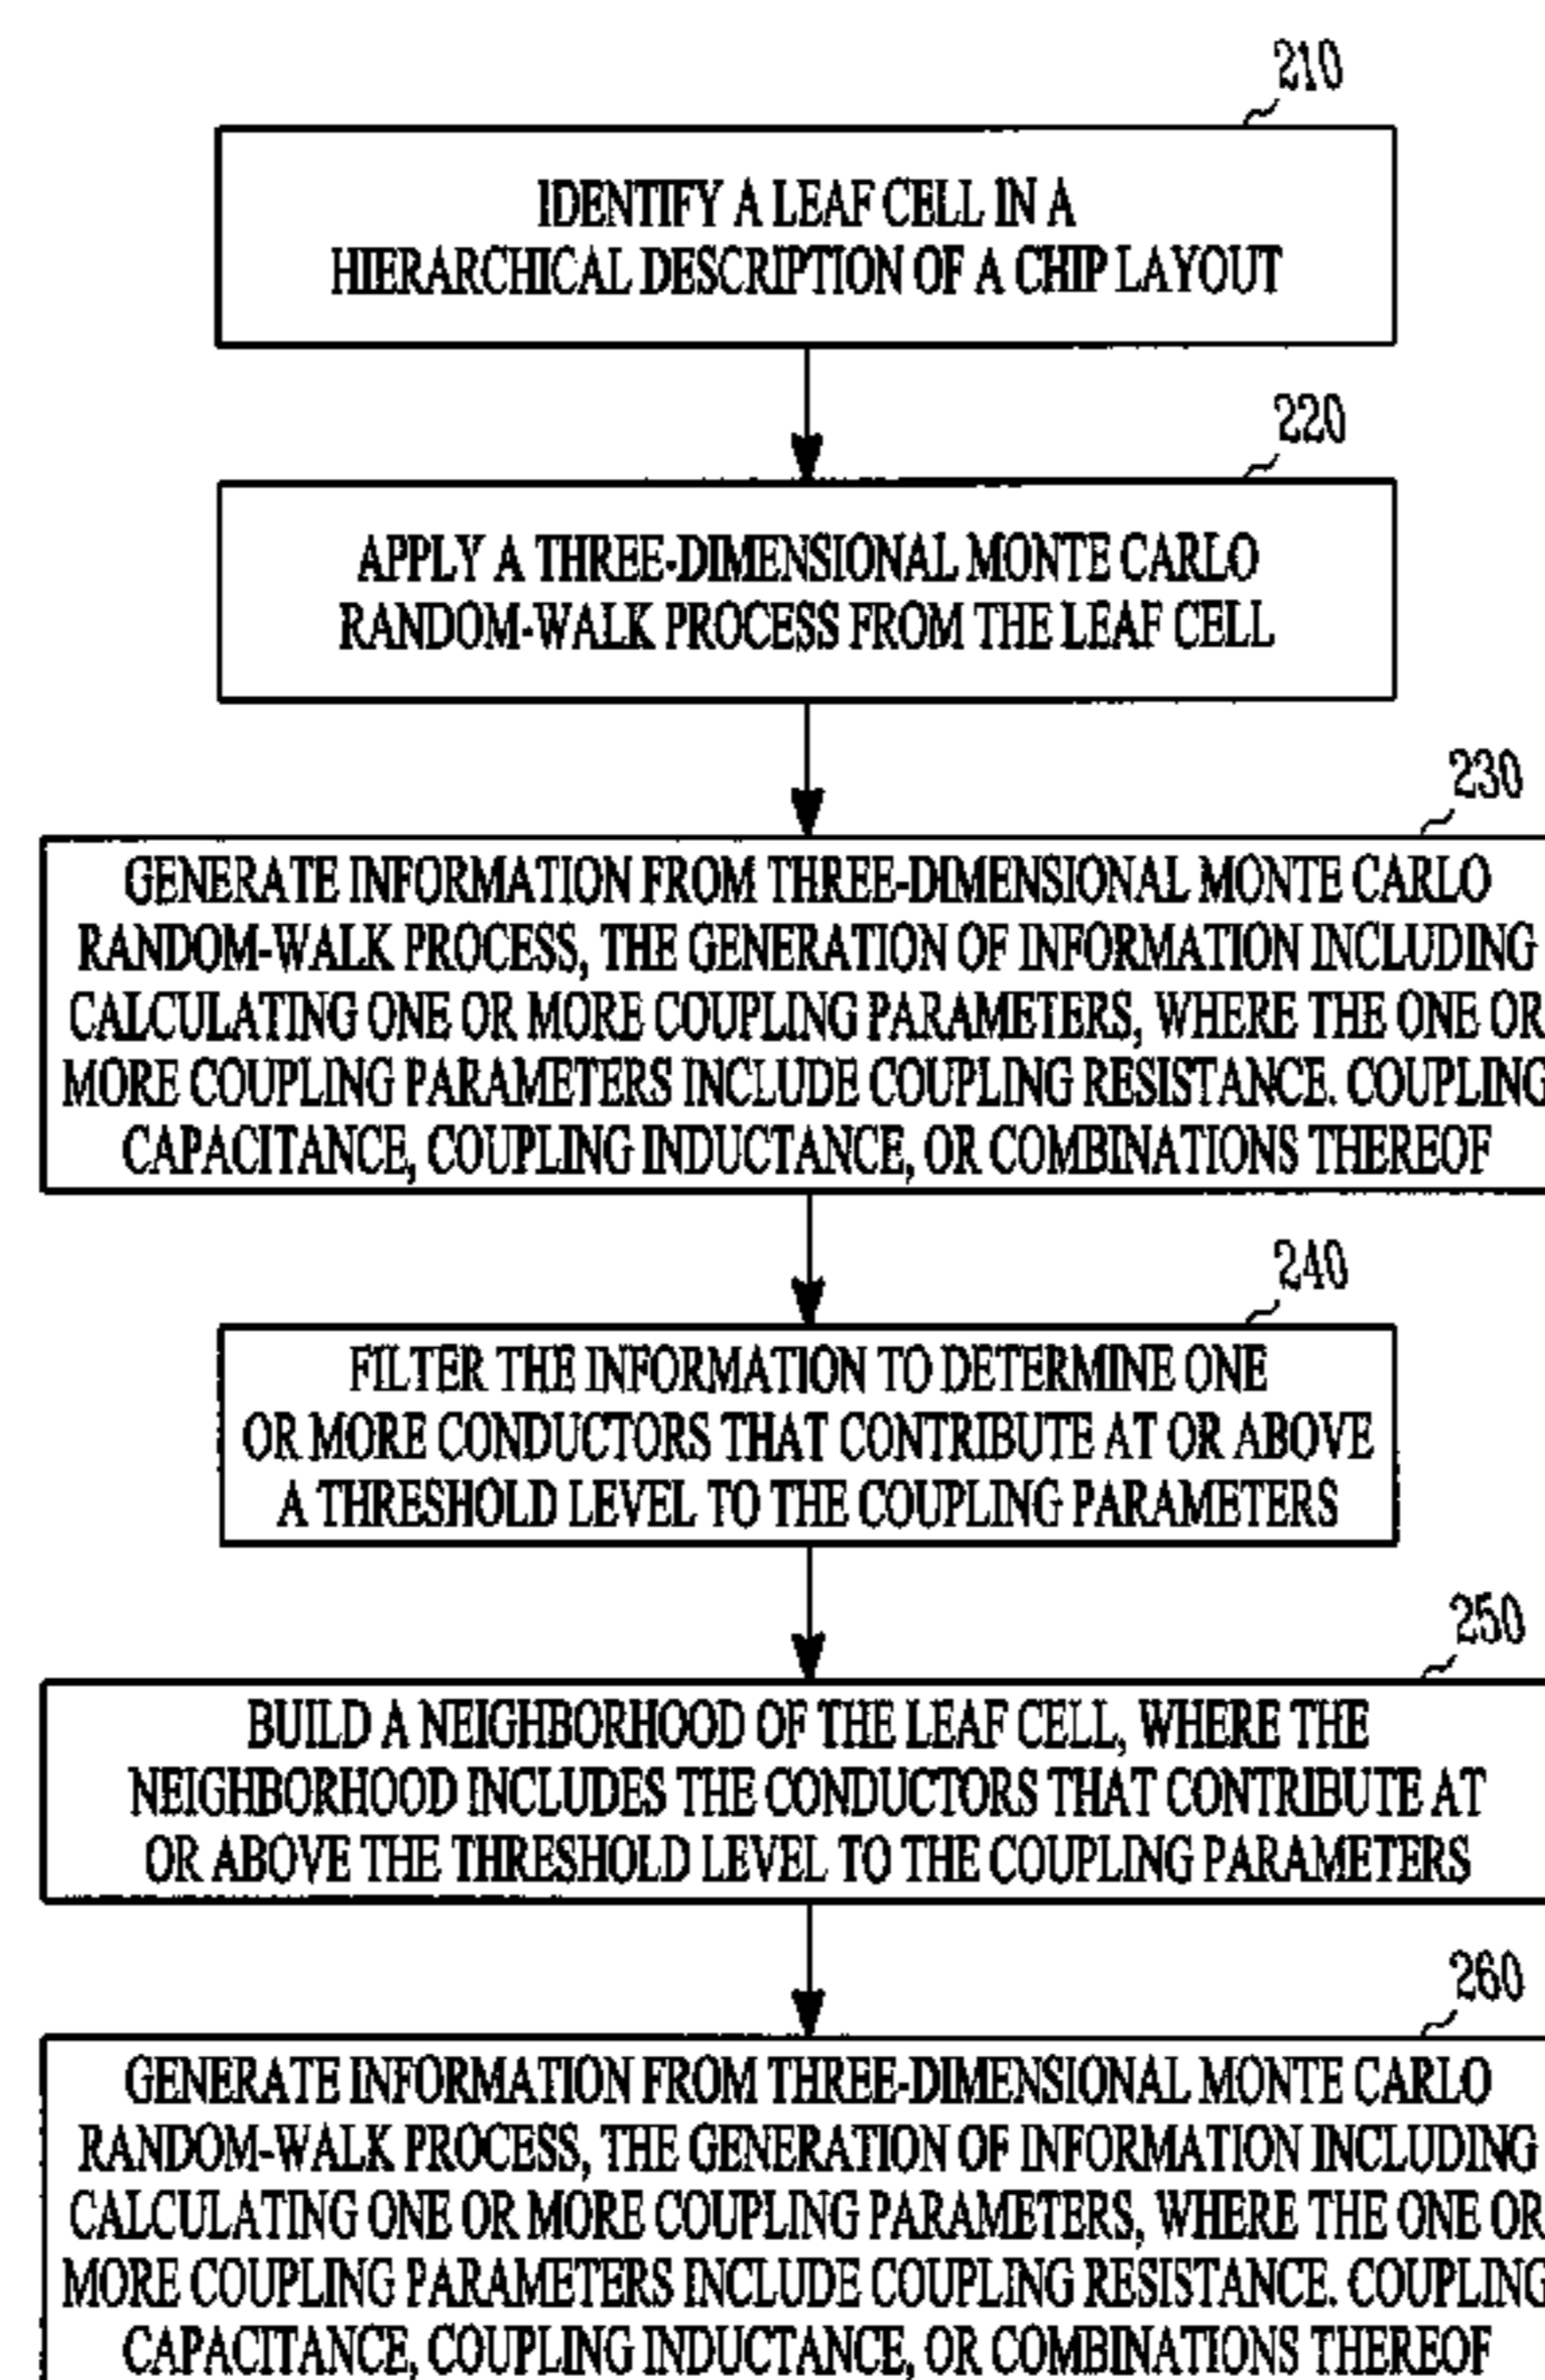 210
IDENTIFY A LEAF CELL IN A
HIERARCHICAL DESCRIPTION OF A CHIP LAYOUT
220
APPLY A THREE-DIMENSIONAL MONTE CARLO
RANDOM-WALK PROCESS FROM THE LEAF CELL
230
GENERATE INFORMATION FROM THREE-DIMENSIONAL MONTE CARLO
RANDOM-WALK PROCESS, THE GENERATION OF INFORMATION INCLUDING
CALCULATING ONE OR MORE COUPLING PARAMETERS, WHERE THE ONE OR
MORE COUPLING PARAMETERS INCLUDE COUPLING RESISTANCE. COUPLING
CAPACITANCE, COUPLING INDUCTANCE, OR COMBINATIONS THEREOF
240
FILTER THE INFORMATION TO DETERMINE ONE
OR MORE CONDUCTORS THAT CONTRIBUTE AT OR ABOVE
A THRESHOLD LEVEL TO THE COUPLING PARAMETERS
250
BUILD A NEIGHBORHOOD OF THE LEAF CELL, WHERE THE
NEIGHBORHOOD INCLUDES THE CONDUCTORS THAT CONTRIBUTE AT
OR ABOVE THE THRESHOLD LEVEL TO THE COUPLING PARAMETERS
260
GENERATE INFORMATION FROM THREE-DIMENSIONAL MONTE CARLO
RANDOM-WALK PROCESS, THE GENERATION OF INFORMATION INCLUDING
CALCULATING ONE OR MORE COUPLING PARAMETERS, WHERE THE ONE OR
MORE COUPLING PARAMETERS INCLUDE COUPLING RESISTANCE. COUPLING
CAPACITANCE, COUPLING INDUCTANCE, OR COMBINATIONS THEREOF